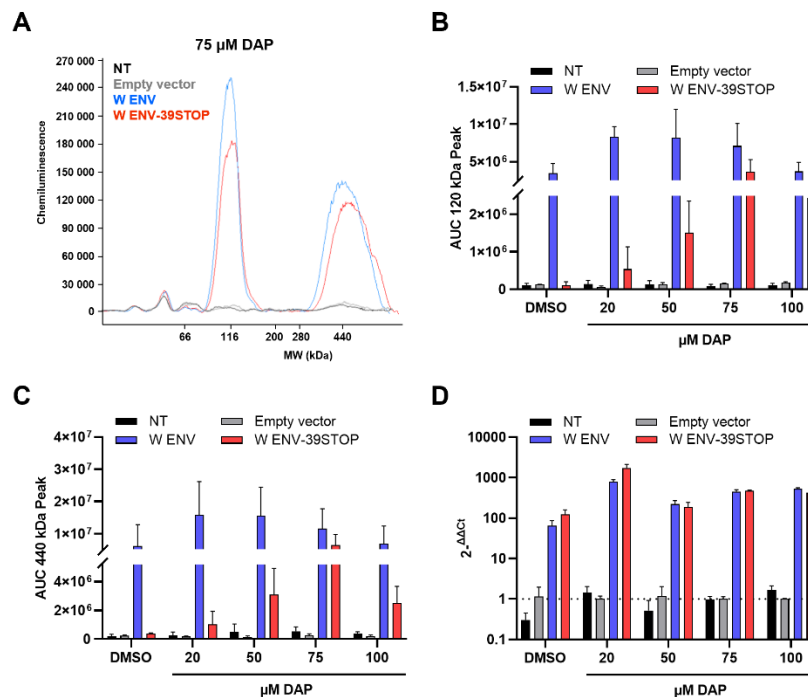 A
75 µM DAP
270 000
240 000
210 000
180 000
150 000
120 000
90 000
60 000
30 000
0
Chemiluminescence
NT
Empty vector
W ENV
W ENV-39STOP
66
116
200
280
440
MW (kDa)
B
NT
Empty vector
W ENV
W ENV-39STOP
1.5×10⁷
1×10⁷
5×10⁶
2×10⁶
1×10⁶
0
AUC 120 kDa Peak
DMSO
20
50
75
100
µM DAP
C
NT
Empty vector
W ENV
W ENV-39STOP
4×10⁷
3×10⁷
2×10⁷
1×10⁷
4×10⁶
2×10⁶
0
AUC 440 kDa Peak
DMSO
20
50
75
100
µM DAP
D
NT
Empty vector
W ENV
W ENV-39STOP
10000
1000
100
10
1
0.1
2-ΔΔCt
DMSO
20
50
75
100
µM DAP